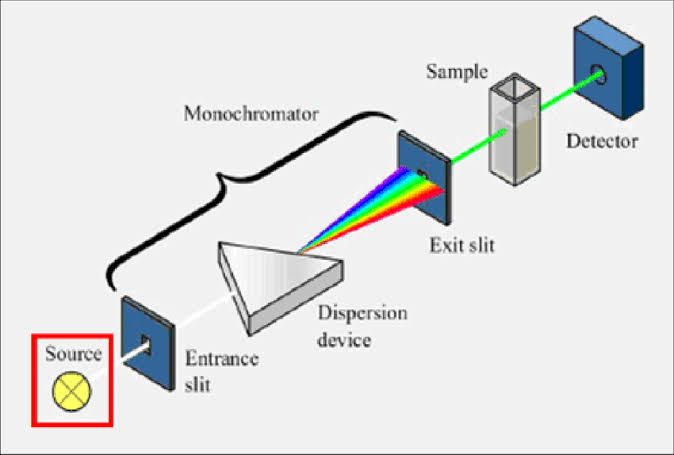 Sample
Monochromator
Detector
Exit slit
Dispersion
device
Source
Entrance
slit